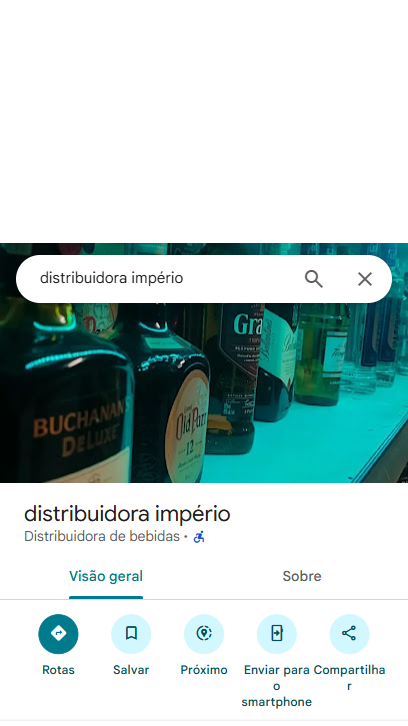 distribuidora império
Gra
BUCHANAN'S
DELUXE
Old Parr
12
distribuidora império
Distribuidora de bebidas ·
Visão geral
Sobre
Rotas
Salvar
Próximo
Enviar para
o
smartphone
Compartilha
r